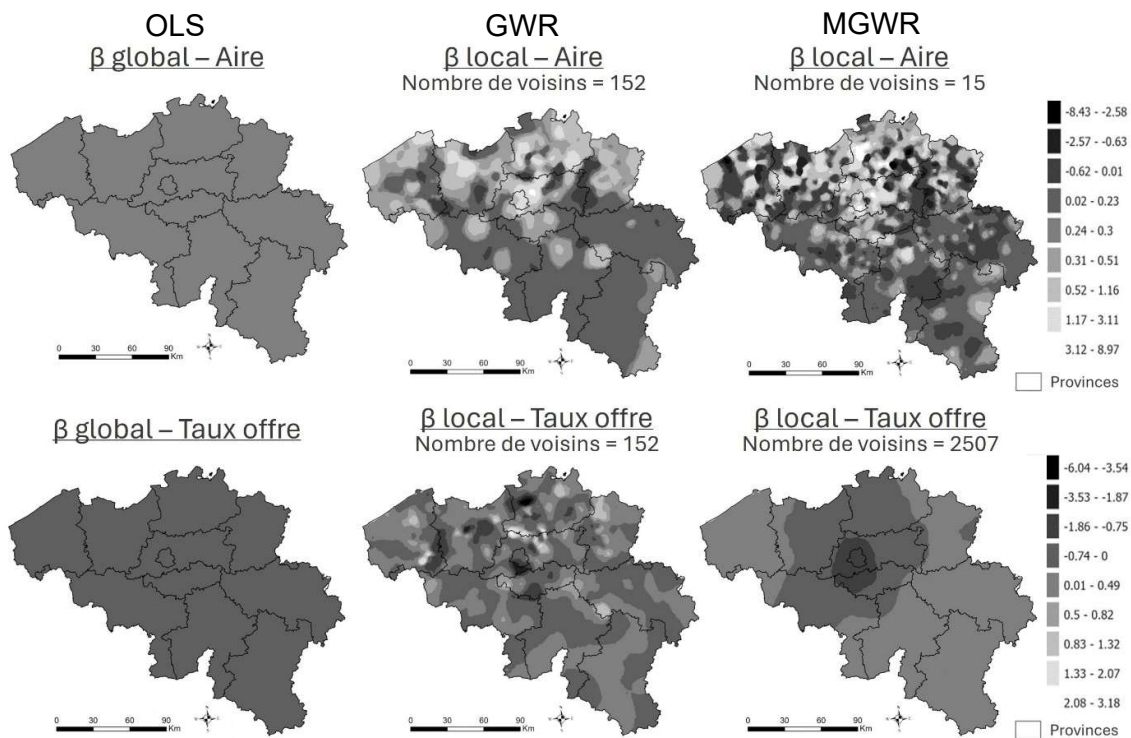 OLS
GWR
MGWR
β global – Aire
β local – Aire
β local – Aire
Nombre de voisins = 152
Nombre de voisins = 15
-8.43 - -2.58
-2.57 - -0.63
-0.62 - 0.01
0.02 - 0.23
0.24 - 0.3
0.31 - 0.51
0.52 - 1.16
1.17 - 3.11
3.12 - 8.97
Provinces
0 30 60 90
Km
0 30 60 90
Km
0 30 60 90
Km
β global – Taux offre
β local – Taux offre
β local – Taux offre
Nombre de voisins = 152
Nombre de voisins = 2507
-6.04 - -3.54
-3.53 - -1.87
-1.86 - -0.75
-0.74 - 0
0.01 - 0.49
0.5 - 0.82
0.83 - 1.32
1.33 - 2.07
2.08 - 3.18
Provinces
0 30 60 90
Km
0 30 60 90
Km
0 30 60 90
Km